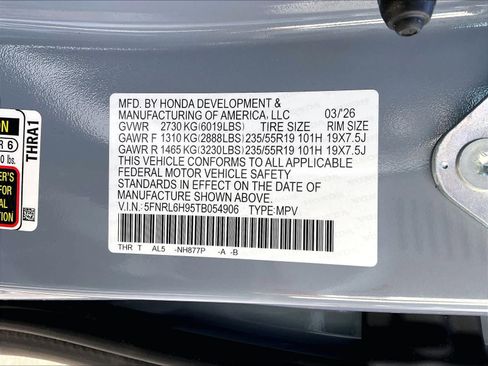 MFD. BY HONDA DEVELOPMENT &
MANUFACTURING OF AMERICA, LLC 03/'26
GVWR 2730 KG(6019LBS) TIRE SIZE RIM SIZE
GAWR F 1310 KG(2888LBS) 235/55R19 101H 19X7.5J
GAWR R 1465 KG(3230LBS) 235/55R19 101H 19X7.5J
THIS VEHICLE CONFORMS TO ALL APPLICABLE
FEDERAL MOTOR VEHICLE SAFETY
STANDARDS IN EFFECT ON THE DATE OF
MANUFACTURE SHOWN ABOVE.
V.I.N.: 5FNRL6H95TB054906 TYPE:MPV
THR T AL5 -NH877P -A -B
THRA1
R 6
0 lbs.